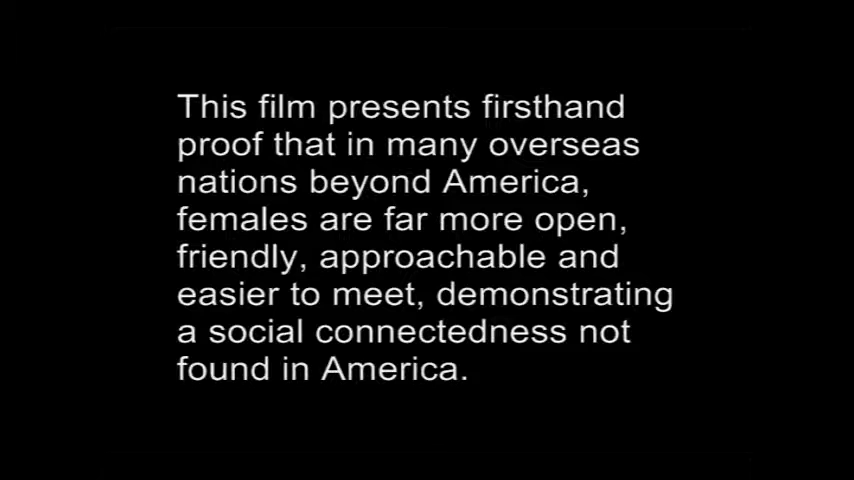 This film presents firsthand
proof that in many overseas
nations beyond America,
females are far more open,
friendly, approachable and
easier to meet, demonstrating
a social connectedness not
found in America.